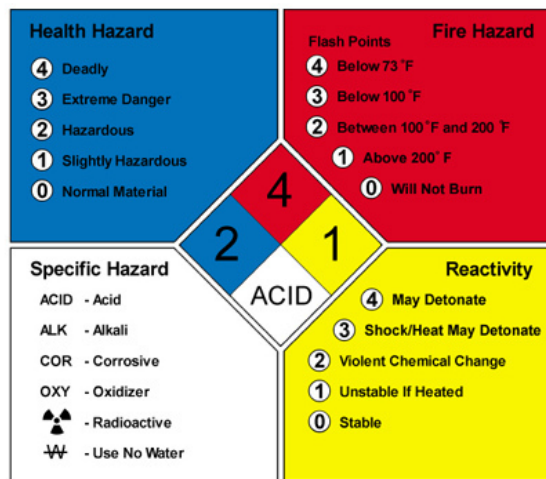 Health Hazard
4 Deadly
3 Extreme Danger
2 Hazardous
1 Slightly Hazardous
0 Normal Material
Fire Hazard
Flash Points
4 Below 73°F
3 Below 100°F
2 Between 100°F and 200°F
1 Above 200°F
0 Will Not Burn
4
2
1
ACID
Specific Hazard
ACID - Acid
ALK - Alkali
COR - Corrosive
OXY - Oxidizer
- Radioactive
W - Use No Water
Reactivity
4 May Detonate
3 Shock/Heat May Detonate
2 Violent Chemical Change
1 Unstable If Heated
0 Stable